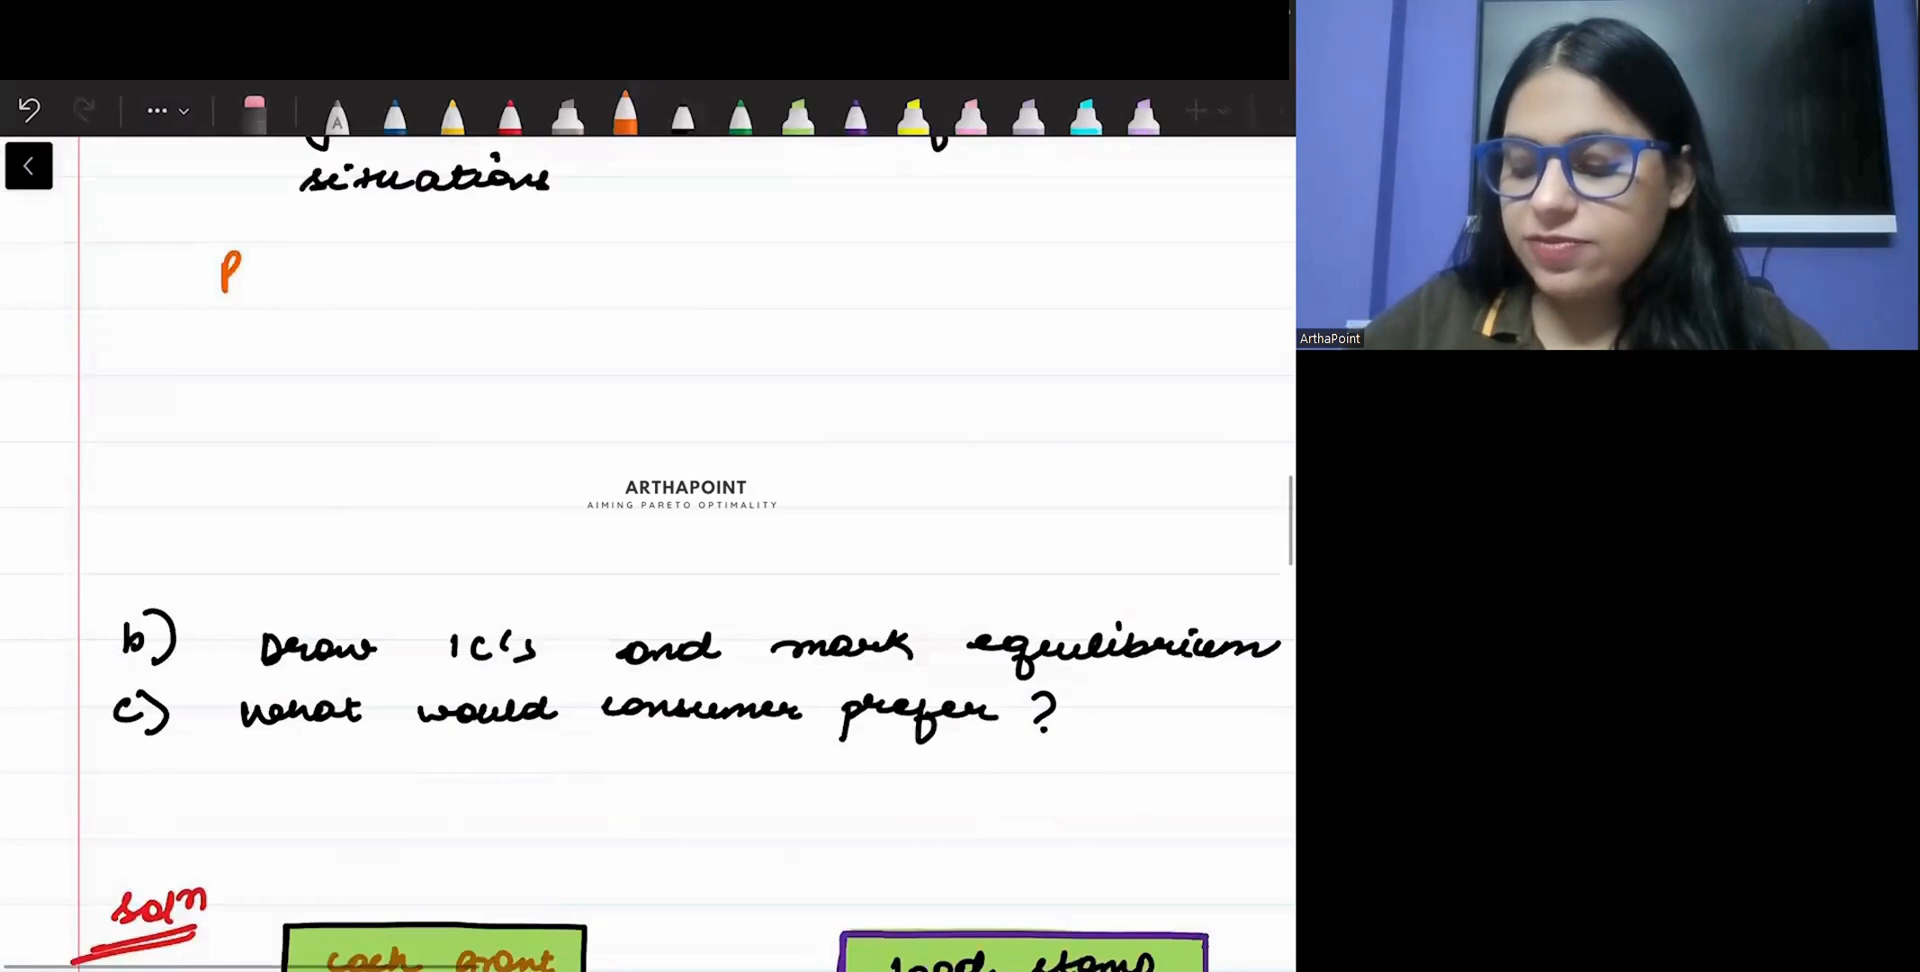 situations
P
ARTHAPOINT
AIMING PARETO OPTIMALITY
b) Draw IC's and mark equilibrium
c) What would consumer prefer ?
Soln
cash grant
food stamp
ArthaPoint